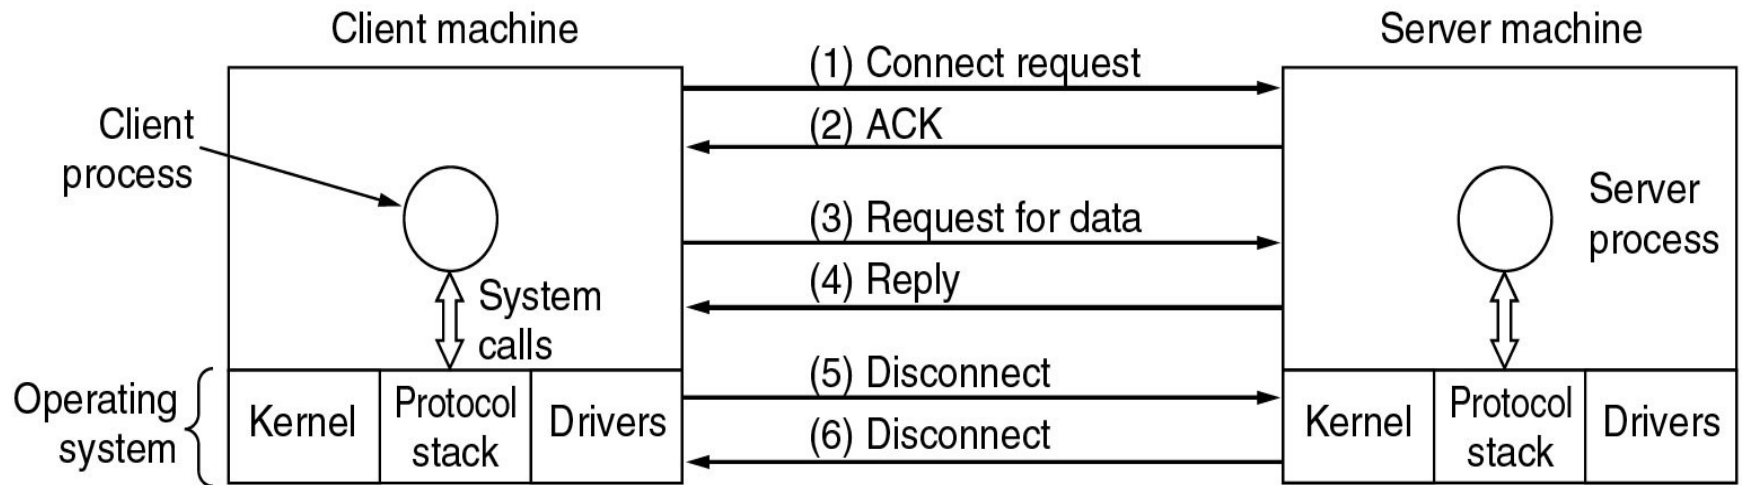 Client machine
Server machine
(1) Connect request
(2) ACK
Client
process
(3) Request for data
Server
process
(4) Reply
System
calls
(5) Disconnect
Operating
system
Kernel
Protocol
stack
Drivers
(6) Disconnect
Kernel
Protocol
stack
Drivers